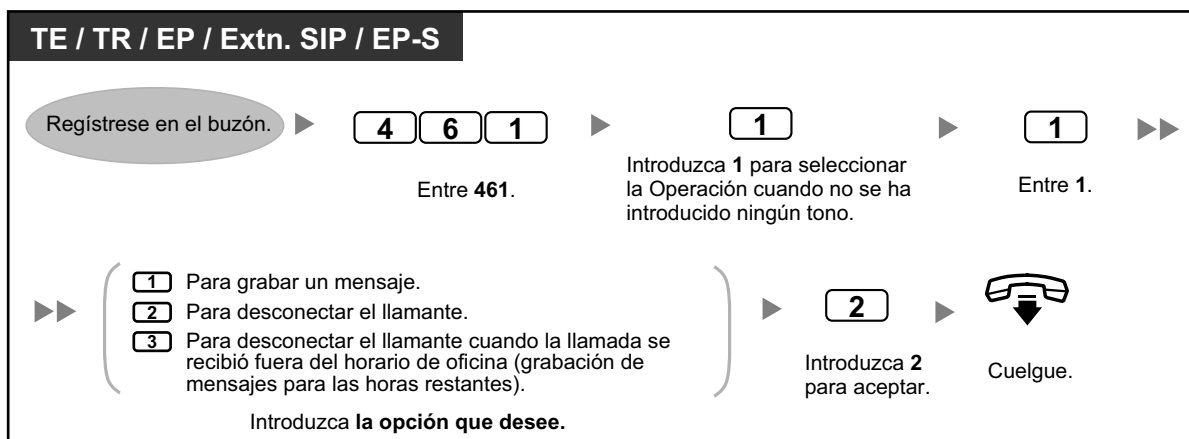 TE / TR / EP / Extn. SIP / EP-S
Regístrese en el buzón.
4 6 1
Entre 461.
1
Introduzca 1 para seleccionar
la Operación cuando no se ha
introducido ningún tono.
1
Entre 1.
1 Para grabar un mensaje.
2 Para desconectar el llamante.
3 Para desconectar el llamante cuando la llamada se
recibió fuera del horario de oficina (grabación de
mensajes para las horas restantes).
Introduzca la opción que desee.
2
Introduzca 2
para aceptar.
Cuelgue.